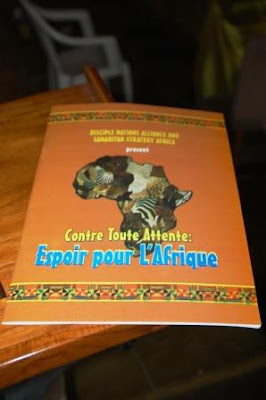 DISCIPLE NATIONS ALLIANCE AND
SAMARITAN STRATEGY AFRICA
present
Contre Toute Attente:
Espoir pour L'Afrique